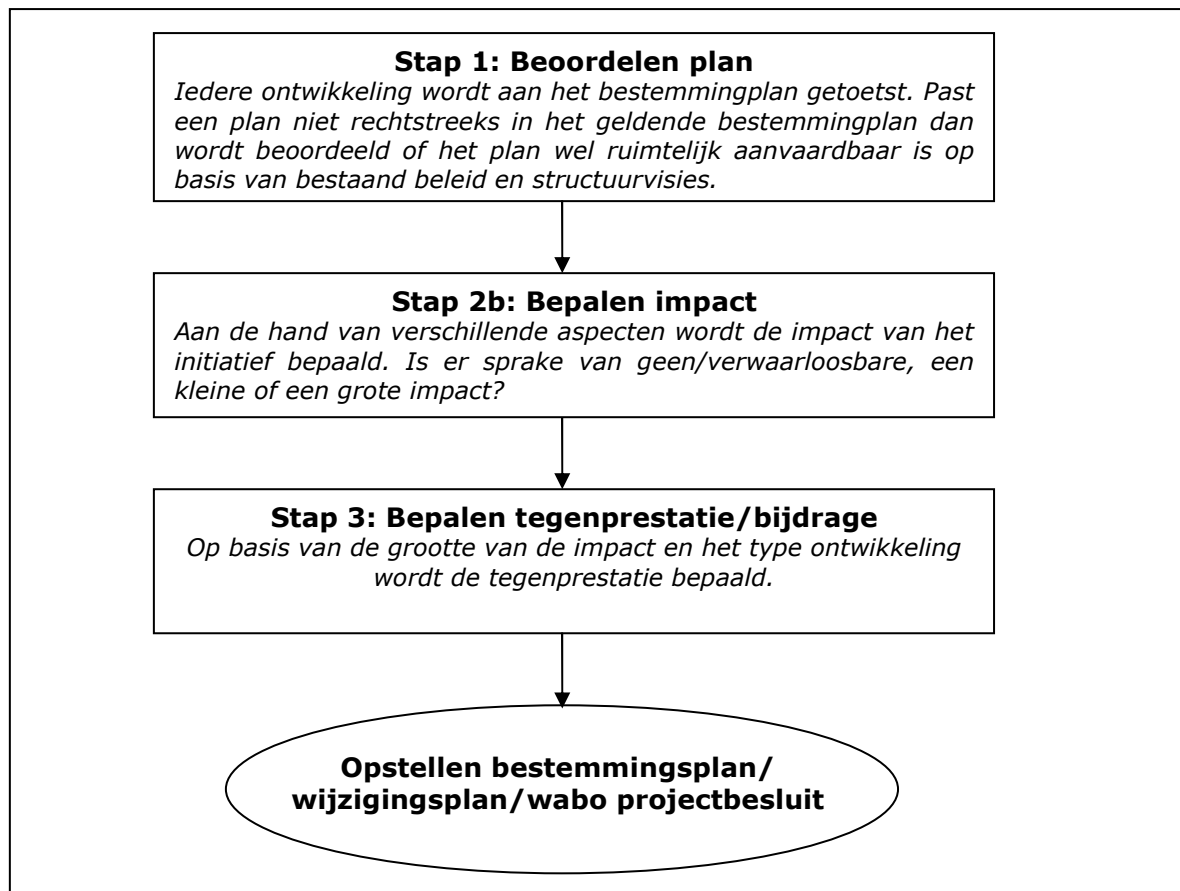 Stap 1: Beoordelen plan
Iedere ontwikkeling wordt aan het bestemmingplan getoetst. Past
een plan niet rechtstreeks in het geldende bestemmingplan dan
wordt beoordeeld of het plan wel ruimtelijk aanvaardbaar is op
basis van bestaand beleid en structuurvisies.
Stap 2b: Bepalen impact
Aan de hand van verschillende aspecten wordt de impact van het
initiatief bepaald. Is er sprake van geen/verwaarloosbare, een
kleine of een grote impact?
Stap 3: Bepalen tegenprestatie/bijdrage
Op basis van de grootte van de impact en het type ontwikkeling
wordt de tegenprestatie bepaald.
Opstellen bestemmingsplan/
wijzigingsplan/wabo projectbesluit